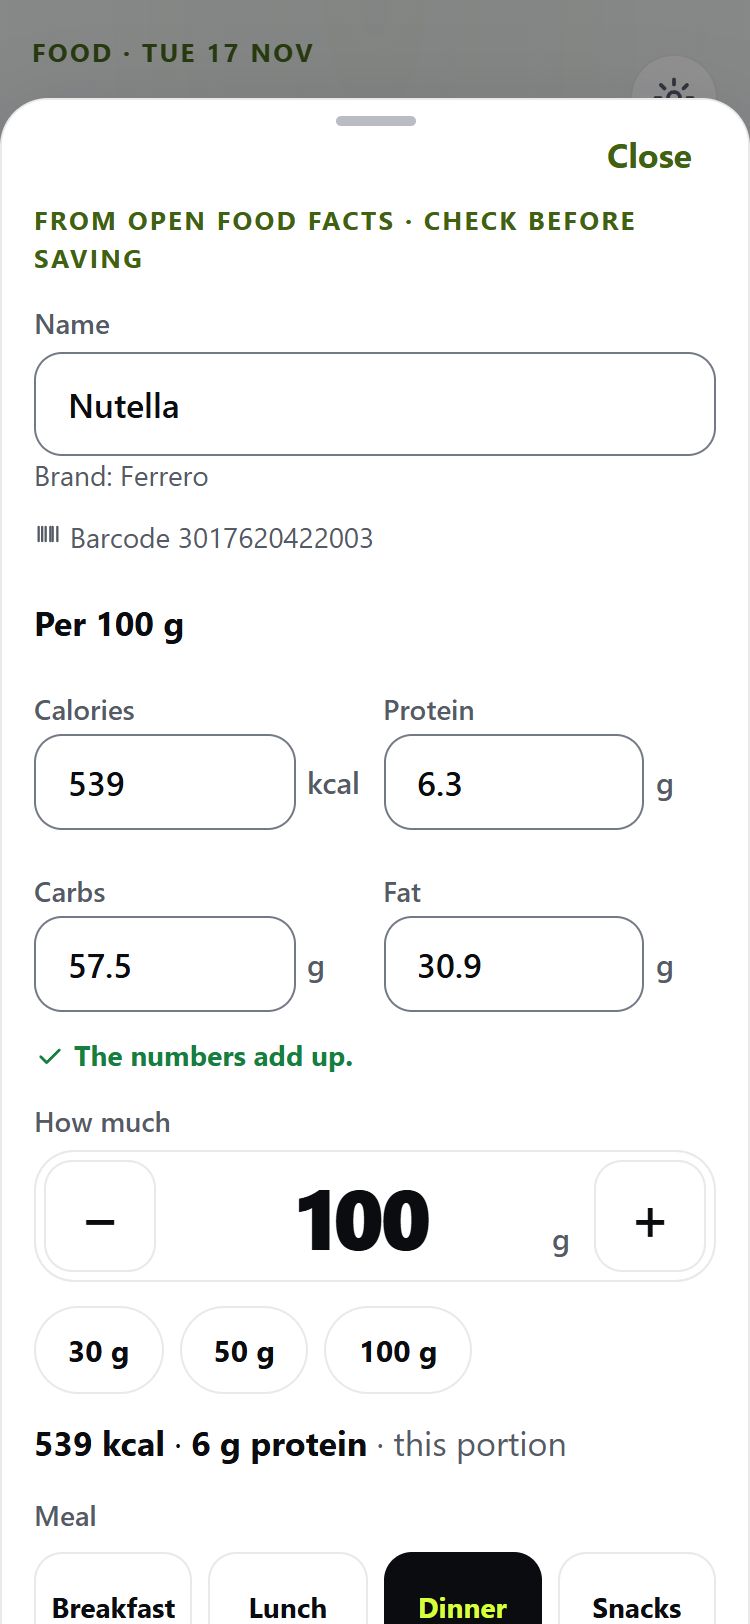 FOOD · TUE 17 NOV
Close
FROM OPEN FOOD FACTS · CHECK BEFORE
SAVING
Name
Nutella
Brand: Ferrero
Barcode 3017620422003
Per 100 g
Calories
Protein
539 kcal
6.3 g
Carbs
Fat
57.5 g
30.9 g
The numbers add up.
How much
− 100 g +
30 g
50 g
100 g
539 kcal · 6 g protein · this portion
Meal
Breakfast
Lunch
Dinner
Snacks